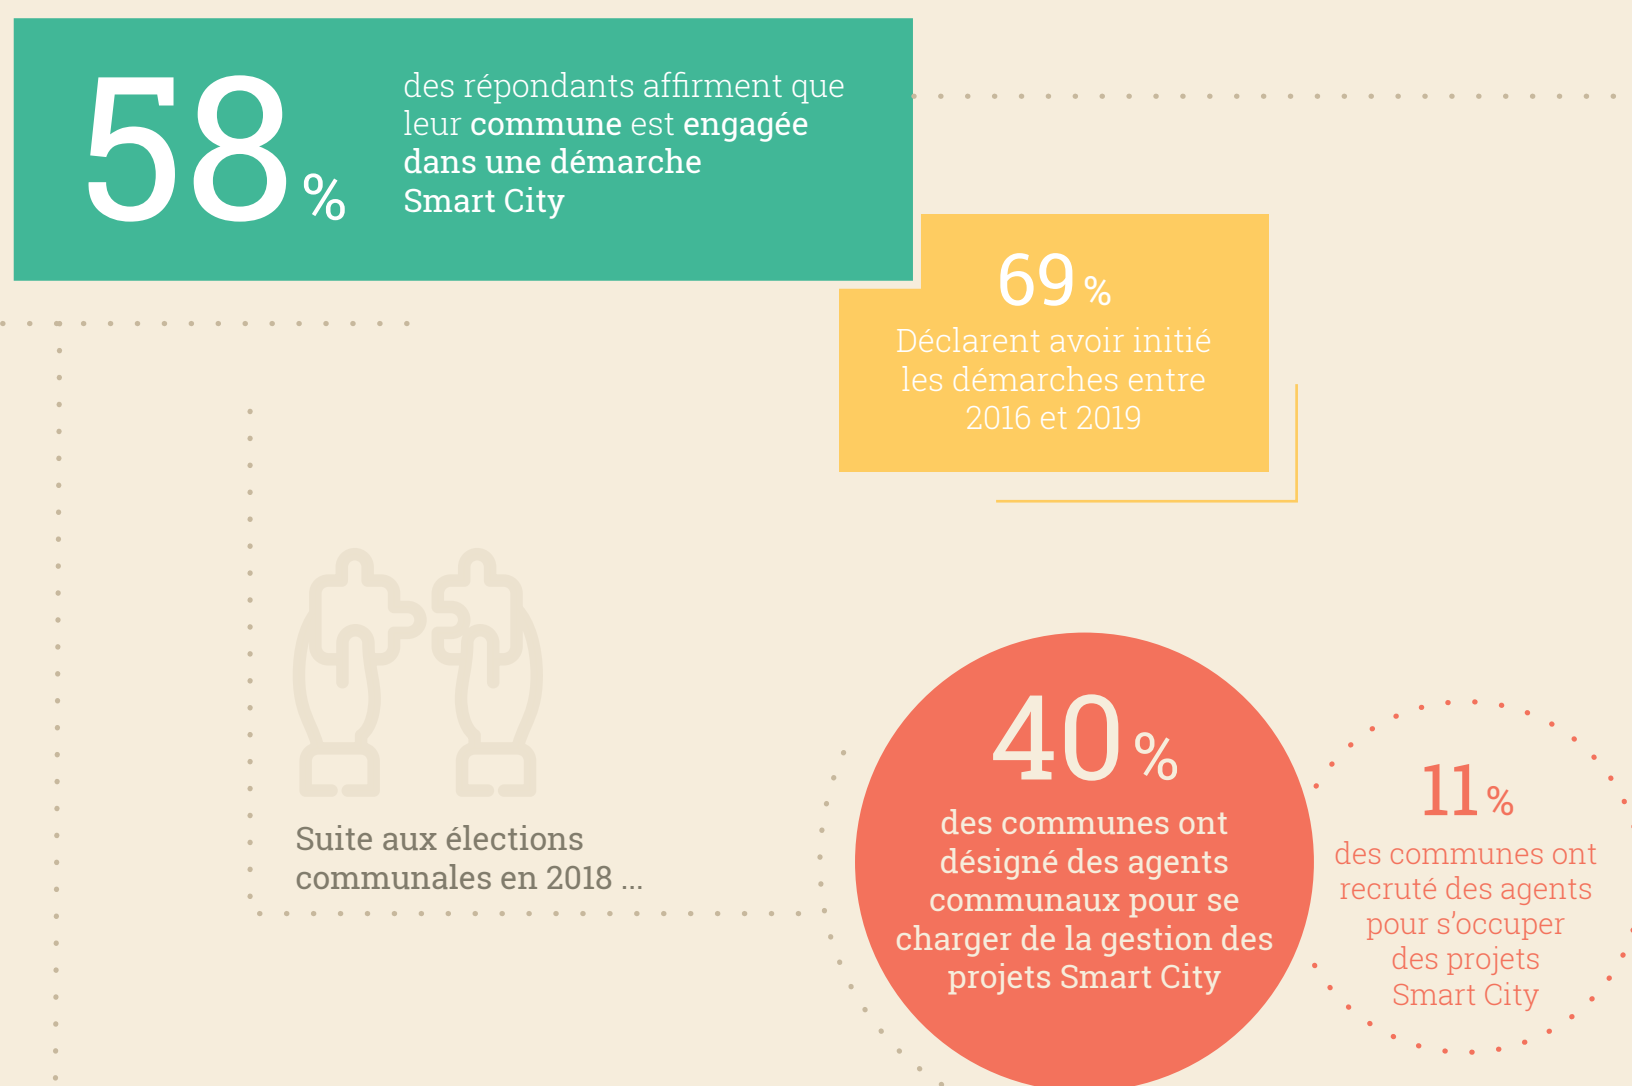 58 %
des répondants affirment que
leur commune est engagée
dans une démarche
Smart City
69 %
Déclarent avoir initié
les démarches entre
2016 et 2019
Suite aux élections
communales en 2018 ...
40 %
des communes ont
désigné des agents
communaux pour se
charger de la gestion des
projets Smart City
11 %
des communes ont
recruté des agents
pour s'occuper
des projets
Smart City